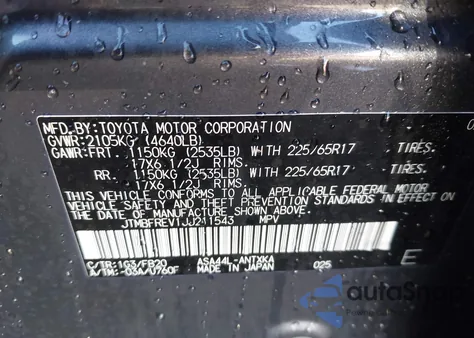 MFD.BY:TOYOTA MOTOR CORPORATION
GVWR:2105KG (4640LB)
GAWR:FRT. 1150KG (2535LB) WITH 225/65R17 TIRES.
17X6 1/2J RIMS.
RR. 1150KG (2535LB) WITH 225/65R17 TIRES.
17X6 1/2J RIMS.
THIS VEHICLE CONFORMS TO ALL APPLICABLE FEDERAL MOTOR
VEHICLE SAFETY AND THEFT PREVENTION STANDARDS IN EFFECT ON
THE DATE OF MANUFACTURE SHOWN ABOVE.
JTMBFREV1JJ211543 MPV
C/TR:1G3/FB20 ASA44L-ANTXKA
A/TM:-03A/U760F MADE IN JAPAN 025 E
autoSnap